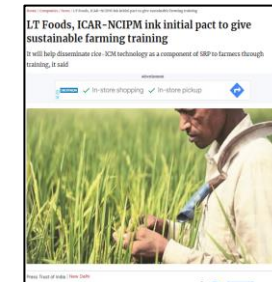 LT Foods, ICAR-NCIPM ink initial pact to give
sustainable farming training
It will help disseminate rice-ICM technology as a component of SRP to farmers through
training, it said
In-store shopping In-store pickup
Press Trust of India | New Delhi